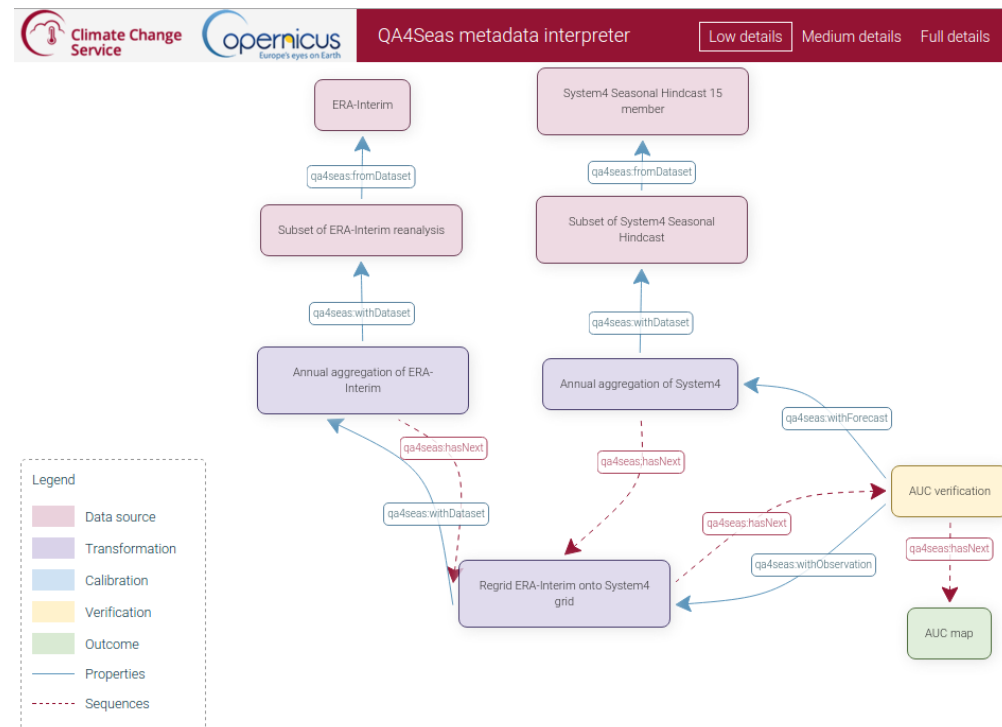 Climate Change
Service
opernicus
Europe's eyes on Earth
QA4Seas metadata interpreter
Low details
Medium details
Full details
ERA-Interim
System4 Seasonal Hindcast 15
member
qa4seas:fromDataset
qa4seas:fromDataset
Subset of ERA-Interim reanalysis
Subset of System4 Seasonal
Hindcast
qa4seas:withDataset
qa4seas:withDataset
Annual aggregation of ERA-
Interim
Annual aggregation of System4
qa4seas:withForecast
qa4seas:hasNext
qa4seas:hasNext
AUC verification
qa4seas:withDataset
qa4seas:hasNext
qa4seas:hasNext
qa4seas:withObservation
Regrid ERA-Interim onto System4
grid
AUC map
Legend
Data source
Transformation
Calibration
Verification
Outcome
Properties
Sequences